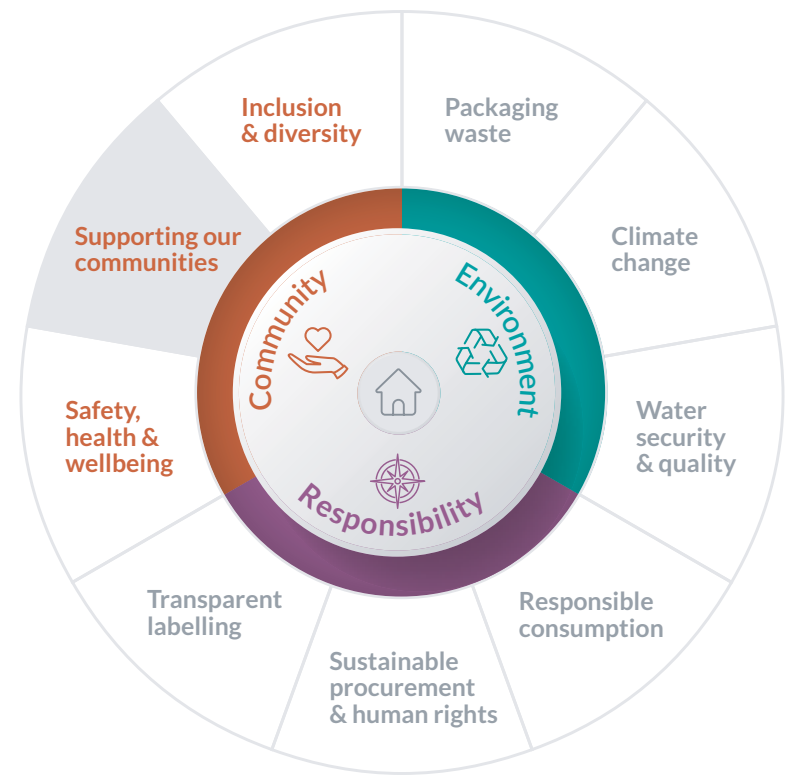 Inclusion
& diversity
Packaging
waste
Supporting our
communities
Climate
change
Community
Environment
Safety,
health &
wellbeing
Water
security
& quality
Responsibility
Transparent
labelling
Responsible
consumption
Sustainable
procurement
& human rights